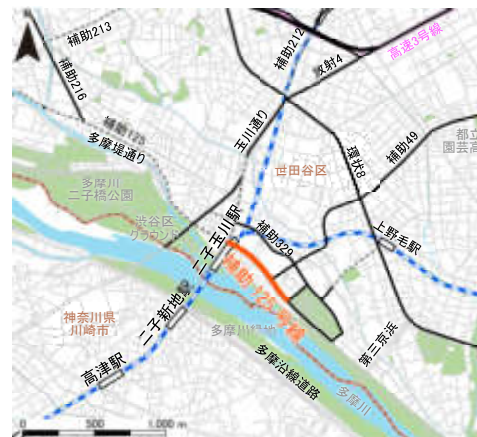 補助213
補助212
高速3号線
放射4
補助216
補助125
多摩堤通り
玉川通り
環状8
補助49
都立
園芸高
世田谷区
多摩川
二子橋公園
渋谷区
グラウンド
二子玉川駅
補助329
上野毛駅
補助125号線
神奈川県
川崎市
二子新地駅
多摩川緑地
第三京浜
高津駅
多摩沿線道路
多摩川
0 500 1,000 m